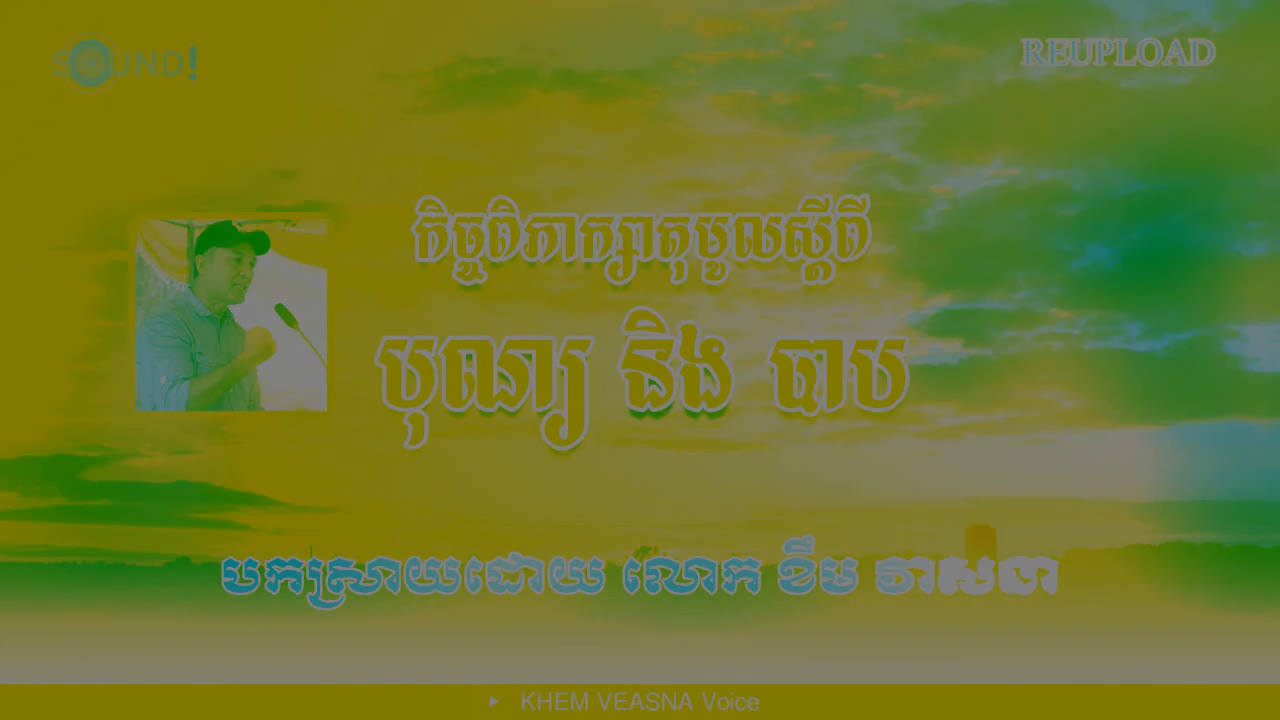 SOUND!
REUPLOAD
កិច្ចពិភាក្សាតុមូលស្តីពី
បុណ្យ និង បាប
បកស្រាយដោយ លោក ខឹម វាសនា
KHEM VEASNA Voice